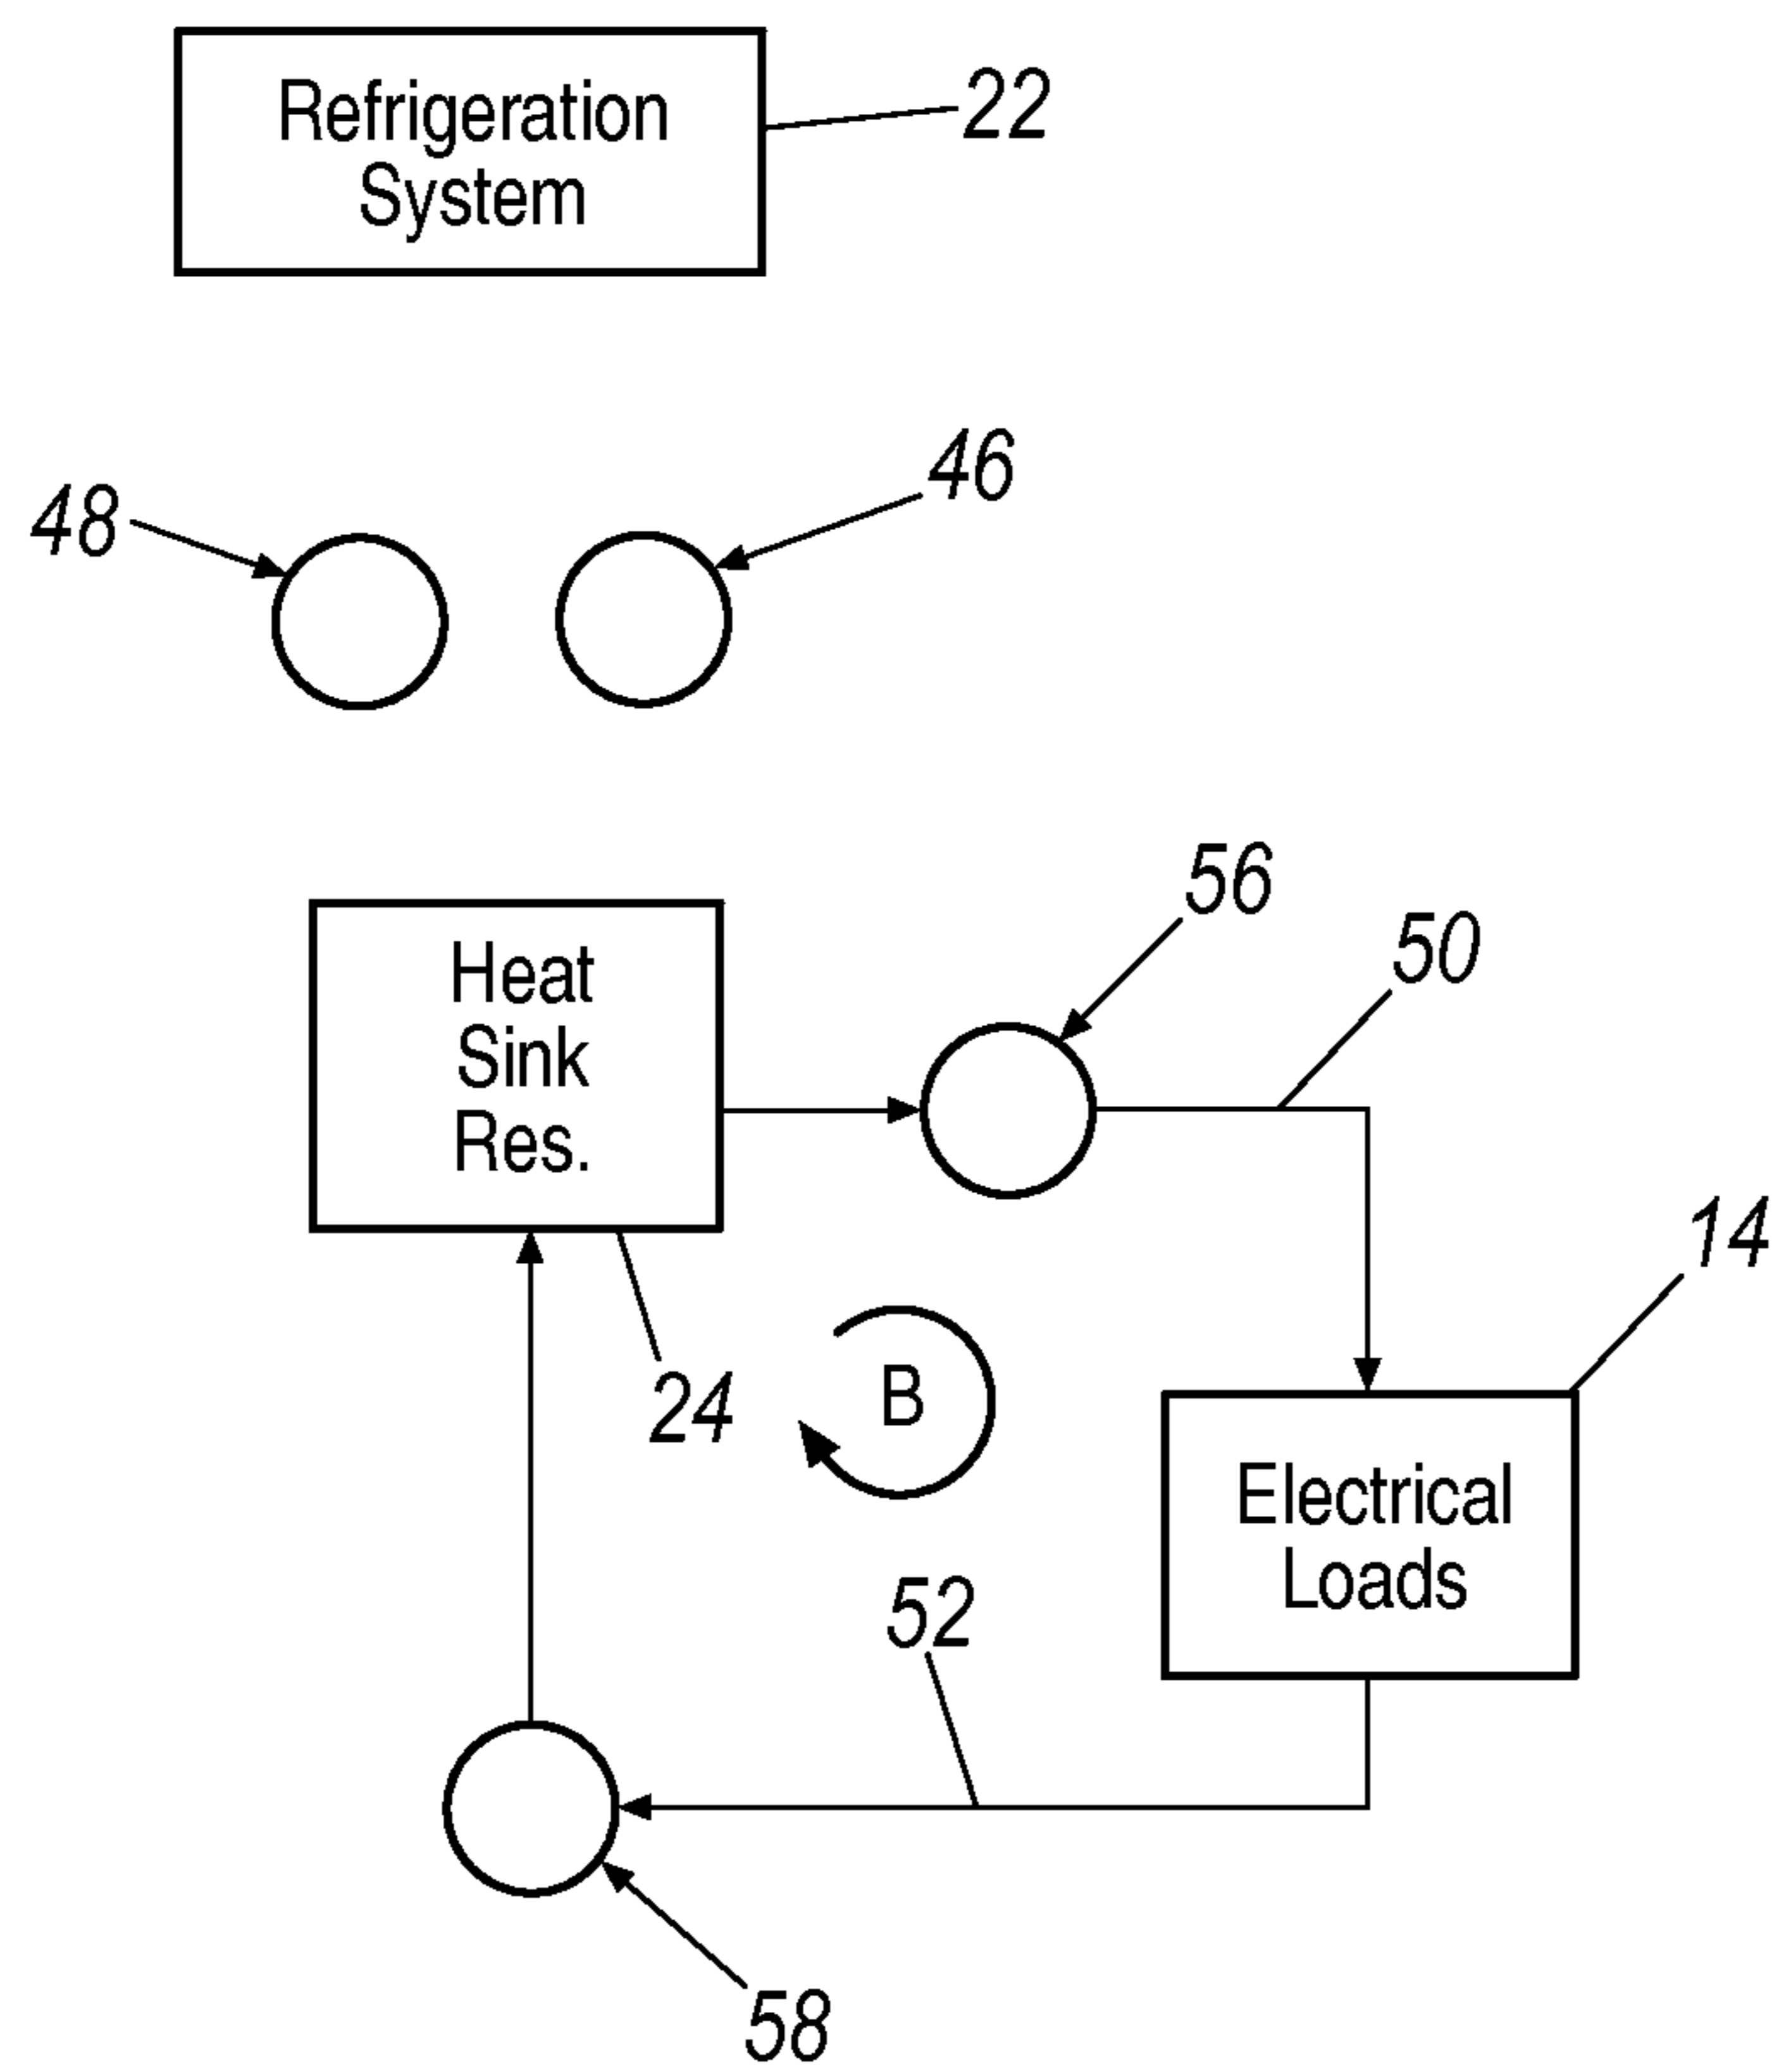 Refrigeration
System
22
46
48
56
50
Heat
Sink
Res.
14
24
B
Electrical
Loads
52
58